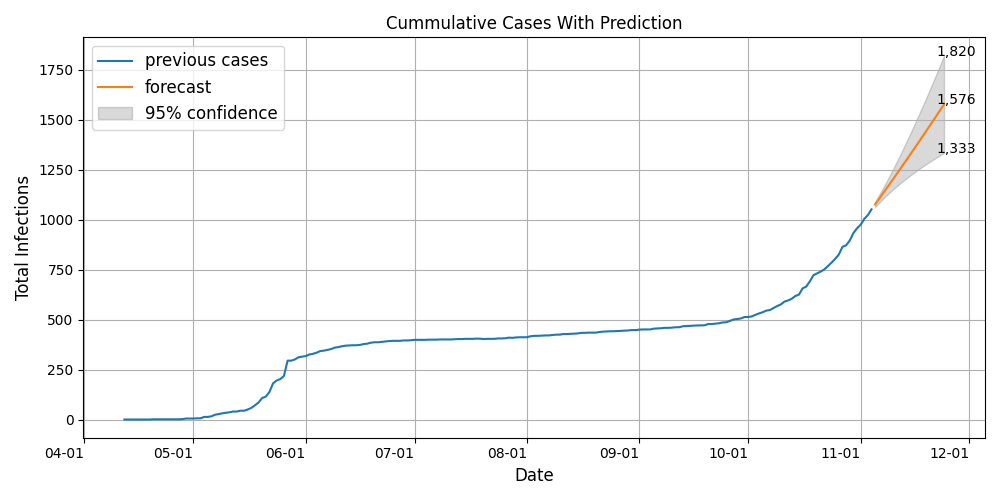 Cummulative Cases With Prediction
previous cases
forecast
95% confidence
1,820
1,576
1,333
1750
1500
1250
1000
750
500
250
0
Total Infections
04-01 05-01 06-01 07-01 08-01 09-01 10-01 11-01 12-01
Date